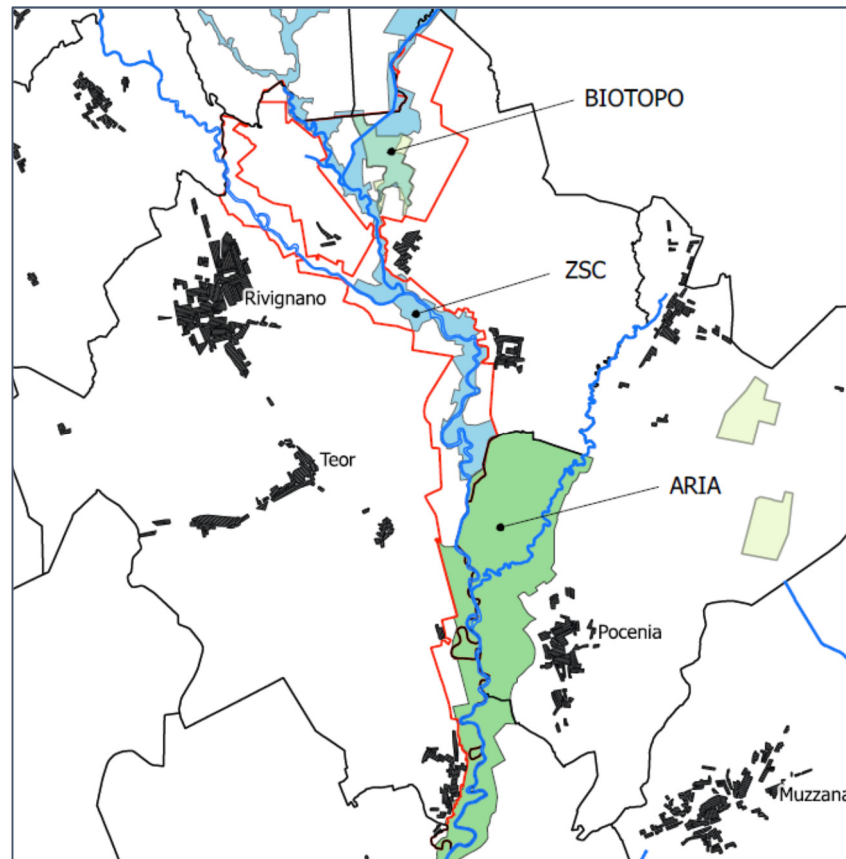 BIOTOPO
ZSC
Rivignano
Teor
ARIA
Pocenia
Muzzana